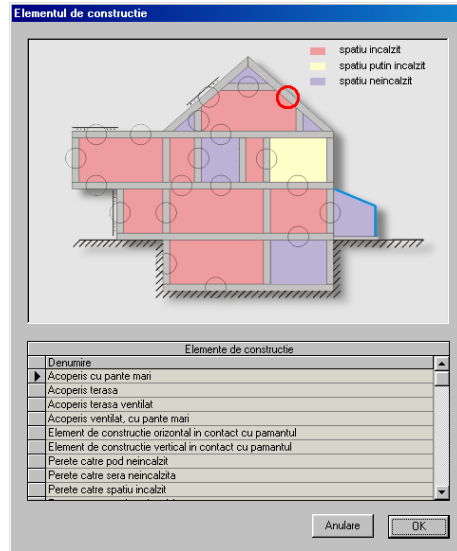 Elementul de constructie
spatiu incalzit
spatiu putin incalzit
spatiu neincalzit
Elemente de constructie
Denumire
Acoperis cu pante mari
Acoperis terasa
Acoperis terasa ventilat
Acoperis ventilat, cu pante mari
Element de constructie orizontal in contact cu pamantul
Element de constructie vertical in contact cu pamantul
Perete catre pod neincalzit
Perete catre sera neincalzita
Perete catre spatiu incalzit
Anulare
OK